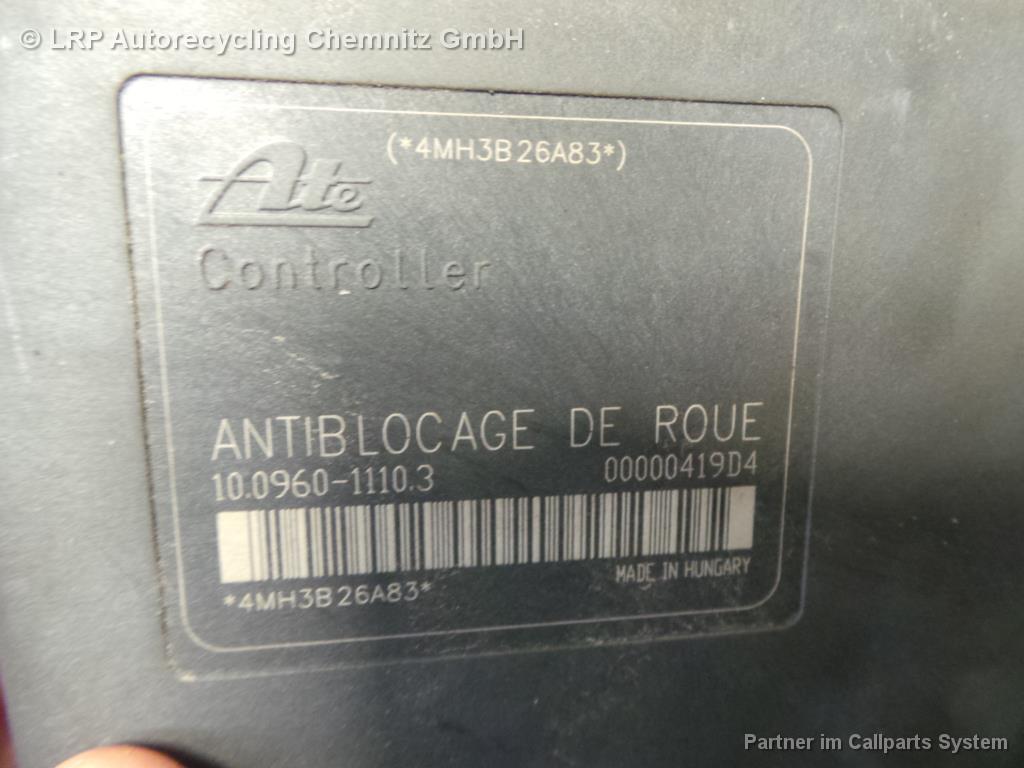 © LRP Autorecycling Chemnitz GmbH
(*4MH3B26A83*)
Ate
Controller
ANTIBLOCAGE DE ROUE
10.0960-1110.3 00000419D4
MADE IN HUNGARY
*4MH3B26A83*
Partner im Callparts System